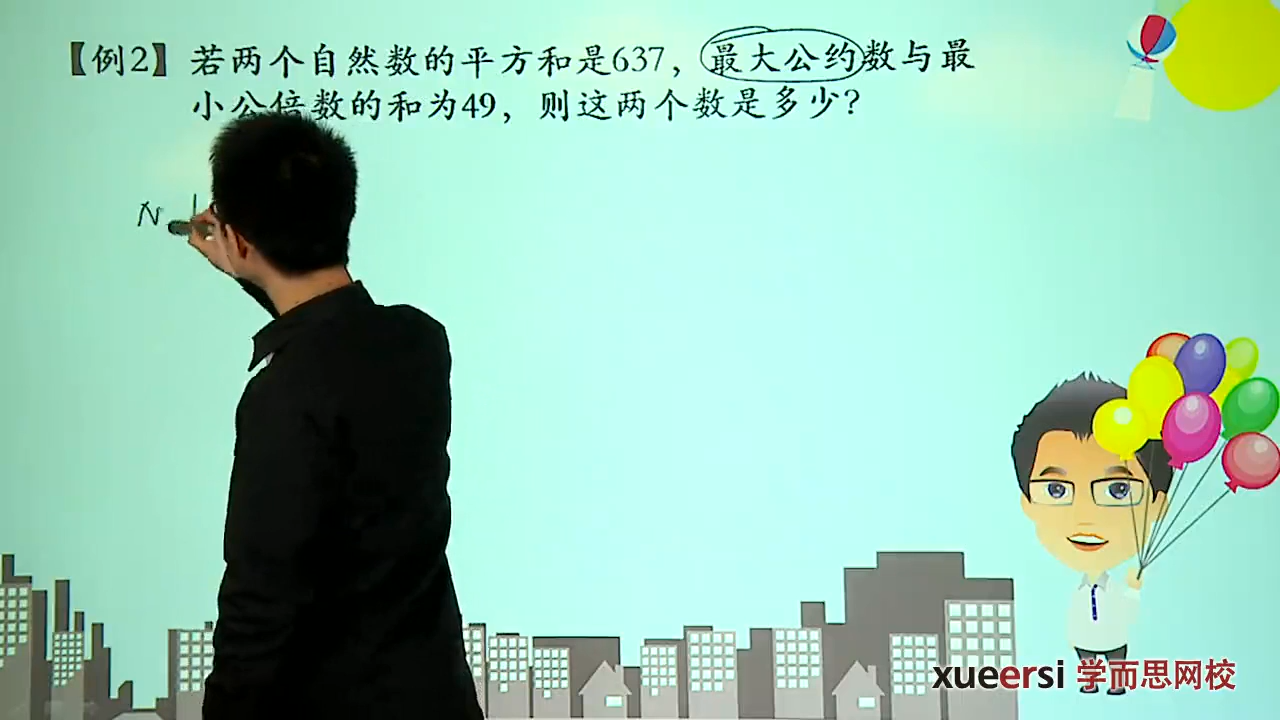 【例2】若两个自然数的平方和是637，最大公约数与最
小公倍数的和为49，则这两个数是多少？
N
xueersi 学而思网校